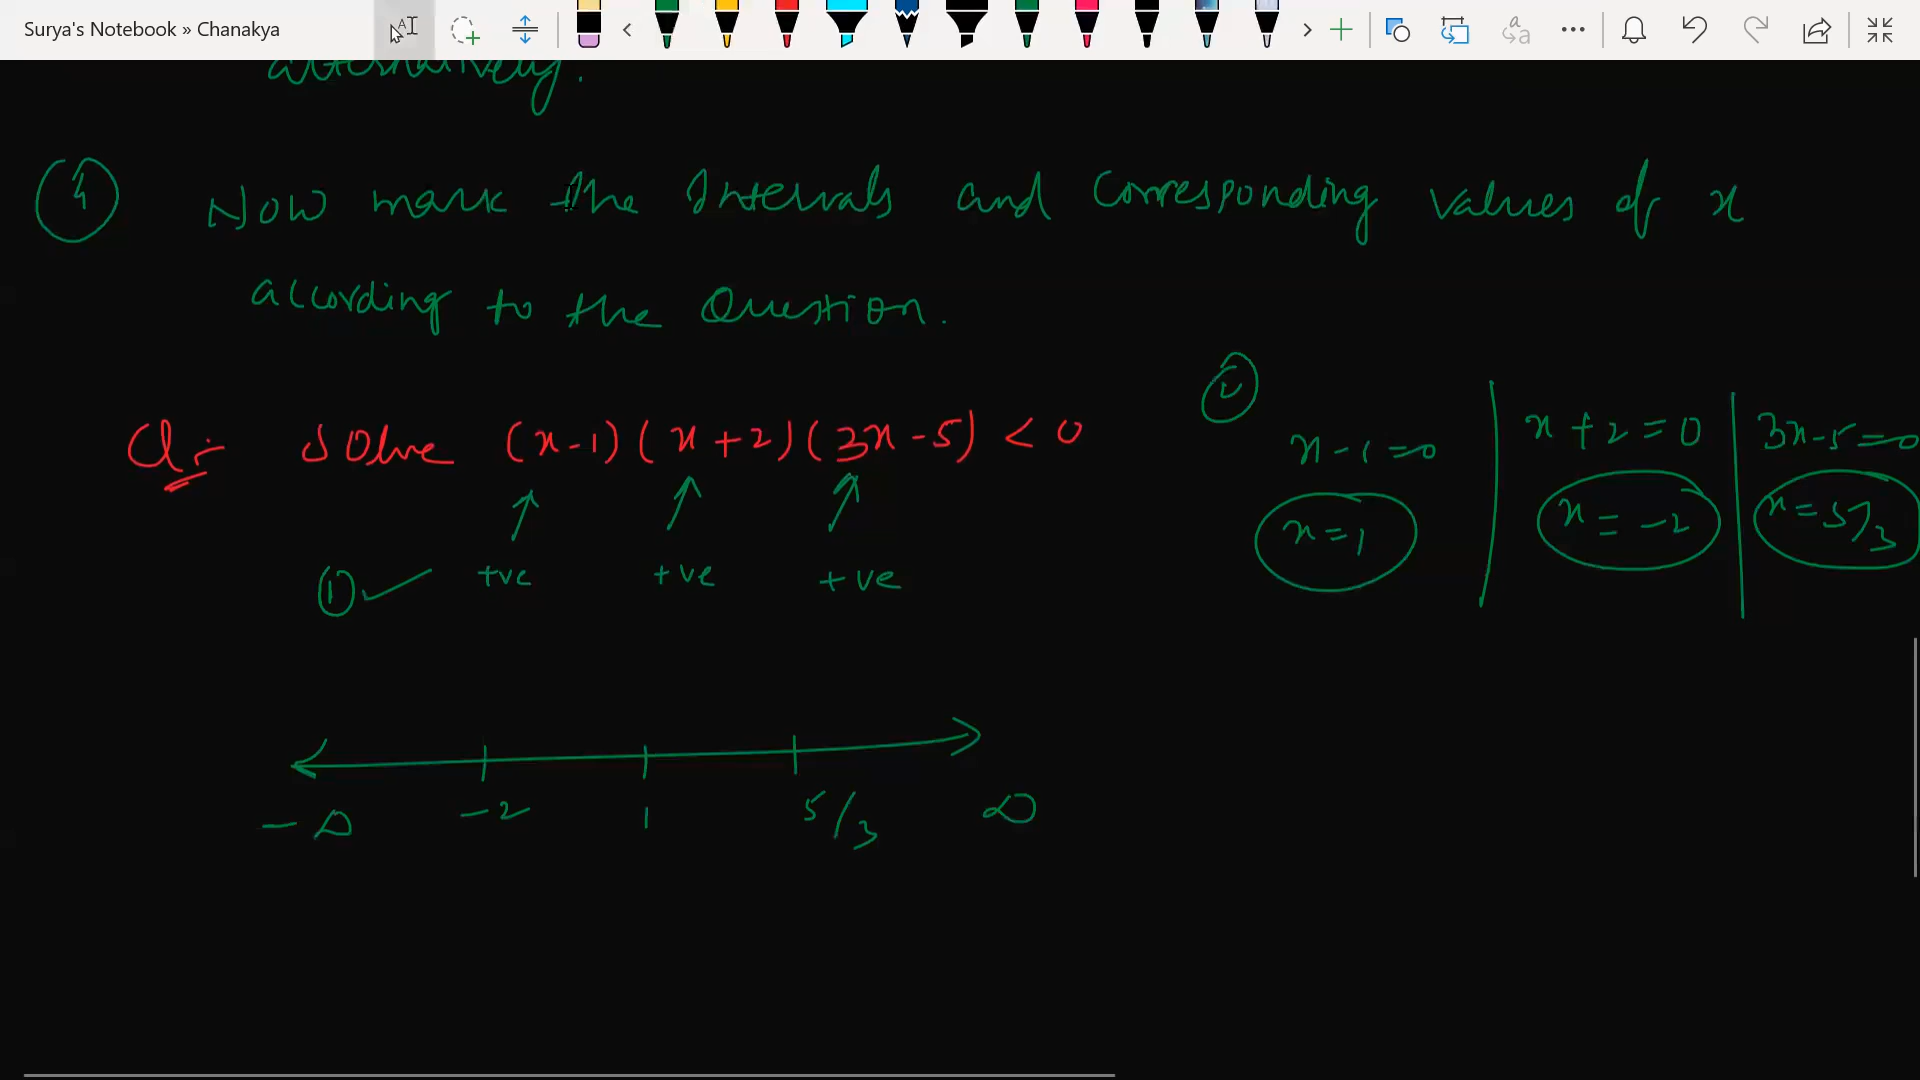 Surya's Notebook » Chanakya
alternatively.
4 Now mark the Intervals and Corresponding values of x
according to the Question.
Q1:- Solve (x-1)(x+2)(3x-5) < 0
+ve +ve +ve
1 ✓
2
x-1=0 | x+2=0 | 3x-5=0
x=1 | x=-2 | x=5/3
-∞ -2 1 5/3 ∞